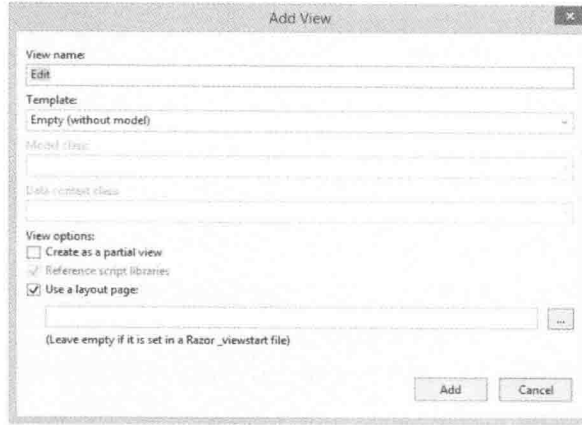 Add View
View name:
Edit
Template:
Empty (without model)
Model class:
Data context class:
View options:
Create as a partial view
Reference script libraries
Use a layout page:
...
(Leave empty if it is set in a Razor _viewstart file)
Add Cancel